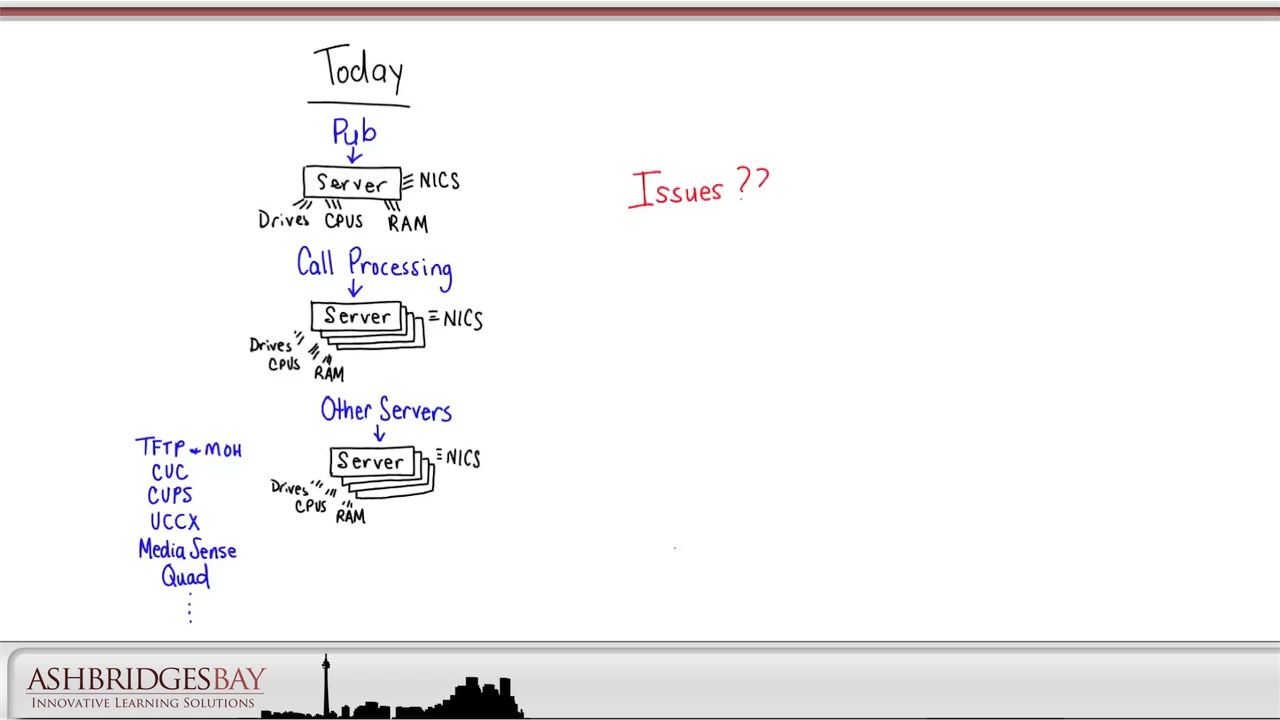 Today
Pub
Server
NICS
Drives CPUS RAM
Issues ??
Call Processing
Server
NICS
Drives
CPUS
RAM
Other Servers
Server
NICS
Drives
CPUS
RAM
TFTP & MOH
CUC
CUPS
UCCX
Media Sense
Quad
ASHBRIDGESBAY
INNOVATIVE LEARNING SOLUTIONS